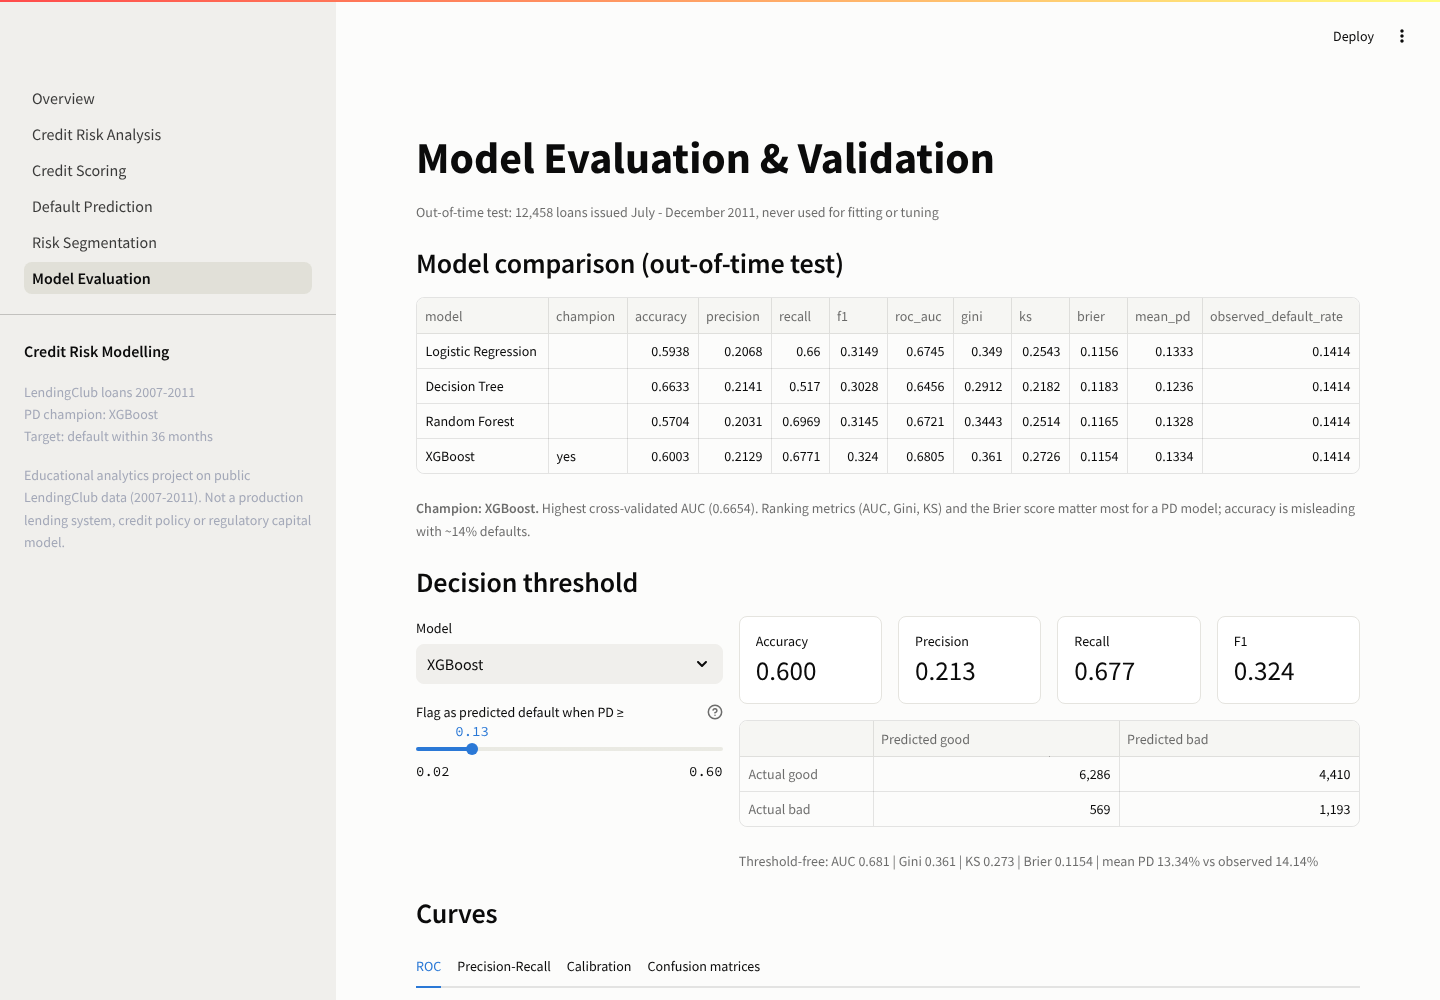 Deploy
Overview
Credit Risk Analysis
Credit Scoring
Default Prediction
Risk Segmentation
Model Evaluation
Credit Risk Modelling
LendingClub loans 2007-2011
PD champion: XGBoost
Target: default within 36 months
Educational analytics project on public
LendingClub data (2007-2011). Not a production
lending system, credit policy or regulatory capital
model.
Model Evaluation & Validation
Out-of-time test: 12,458 loans issued July - December 2011, never used for fitting or tuning
Model comparison (out-of-time test)
model champion accuracy precision recall f1 roc_auc gini ks brier mean_pd observed_default_rate
Logistic Regression 0.5938 0.2068 0.66 0.3149 0.6745 0.349 0.2543 0.1156 0.1333 0.1414
Decision Tree 0.6633 0.2141 0.517 0.3028 0.6456 0.2912 0.2182 0.1183 0.1236 0.1414
Random Forest 0.5704 0.2031 0.6969 0.3145 0.6721 0.3443 0.2514 0.1165 0.1328 0.1414
XGBoost yes 0.6003 0.2129 0.6771 0.324 0.6805 0.361 0.2726 0.1154 0.1334 0.1414
Champion: XGBoost. Highest cross-validated AUC (0.6654). Ranking metrics (AUC, Gini, KS) and the Brier score matter most for a PD model; accuracy is misleading
with ~14% defaults.
Decision threshold
Model
XGBoost
Flag as predicted default when PD ≥
0.13
0.02 0.60
Accuracy
0.600
Precision
0.213
Recall
0.677
F1
0.324
Predicted good Predicted bad
Actual good 6,286 4,410
Actual bad 569 1,193
Threshold-free: AUC 0.681 | Gini 0.361 | KS 0.273 | Brier 0.1154 | mean PD 13.34% vs observed 14.14%
Curves
ROC Precision-Recall Calibration Confusion matrices